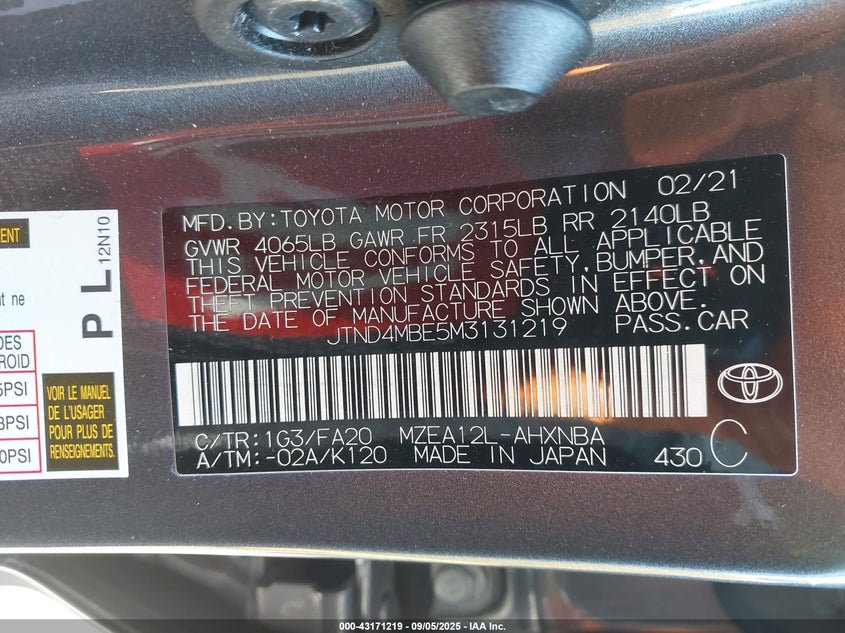 MFD.BY:TOYOTA MOTOR CORPORATION 02/21
GVWR 4065LB GAWR FR 2315LB RR 2140LB
THIS VEHICLE CONFORMS TO ALL APPLICABLE
FEDERAL MOTOR VEHICLE SAFETY,BUMPER,AND
THEFT PREVENTION STANDARDS IN EFFECT ON
THE DATE OF MANUFACTURE SHOWN ABOVE.
JTND4MBE5M3131219 PASS.CAR
C/TR:1G3/FA20 MZEA12L-AHXNBA
A/TM:-02A/K120 MADE IN JAPAN 430 C
P L 12N10
VOIR LE MANUEL
DE L'USAGER
POUR PLUS DE
RENSEIGNEMENTS.
000-43171219 - 09/05/2025 - IAA Inc.